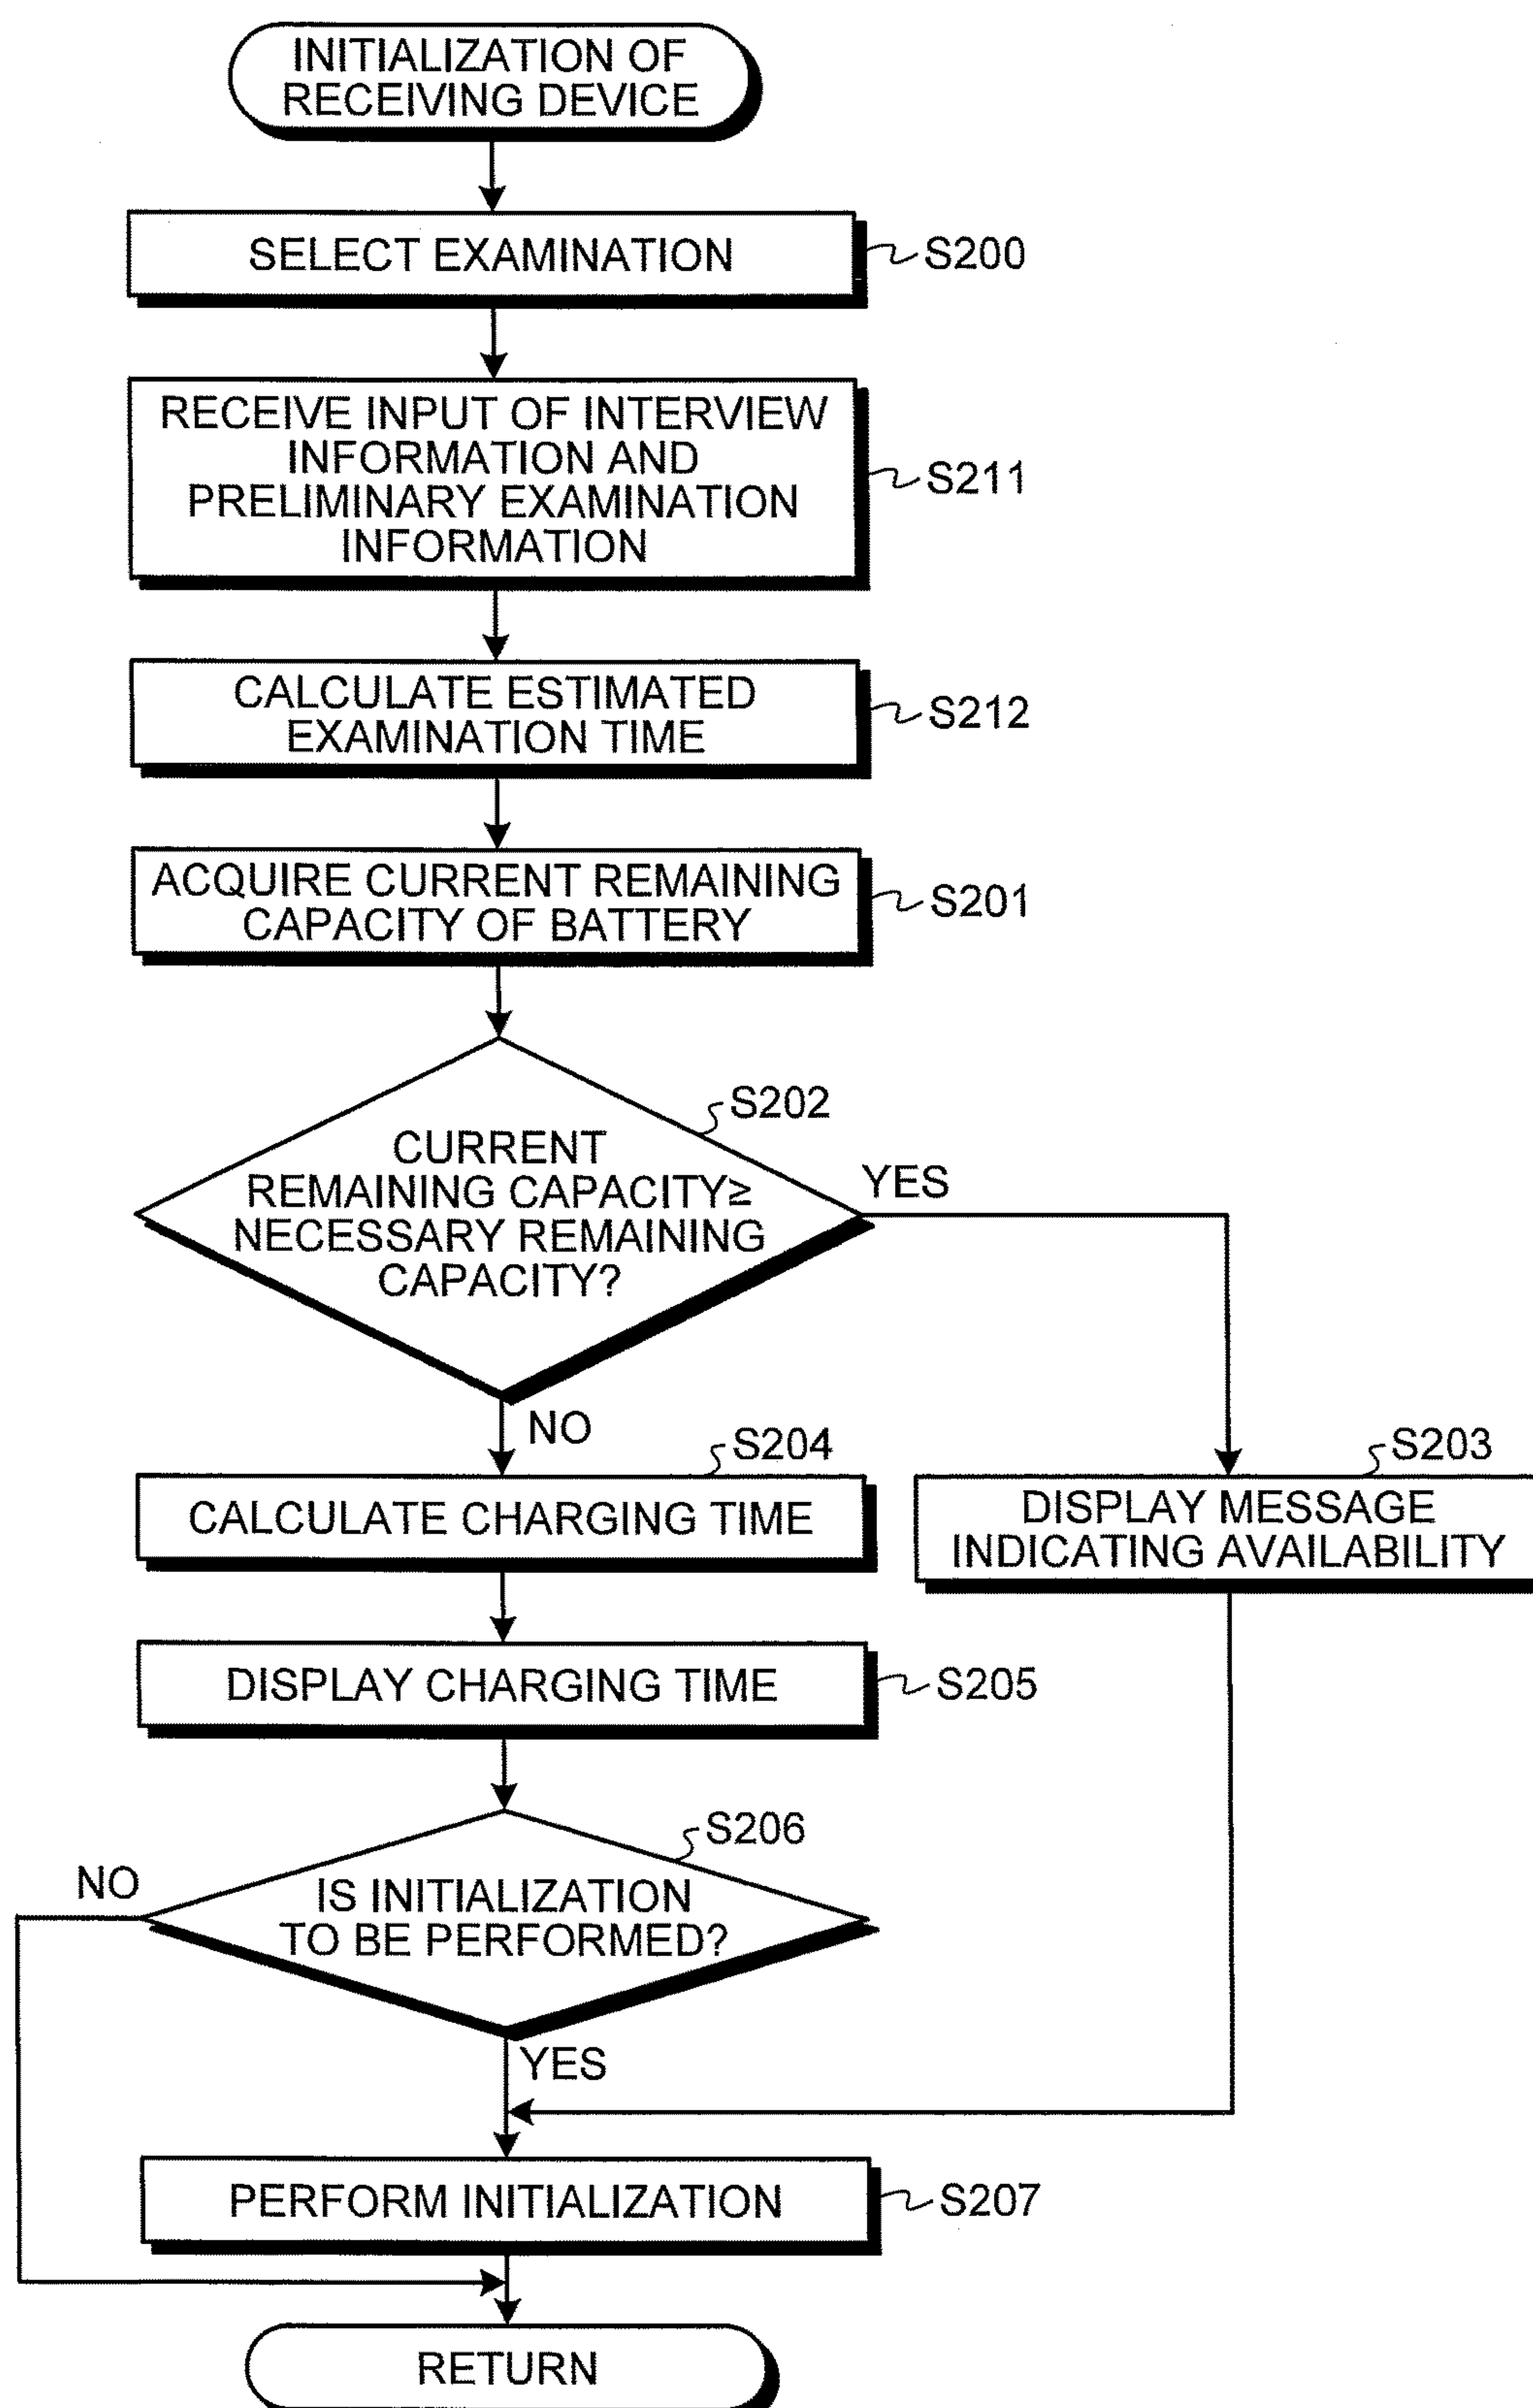 INITIALIZATION OF
RECEIVING DEVICE
SELECT EXAMINATION
S200
RECEIVE INPUT OF INTERVIEW
INFORMATION AND
PRELIMINARY EXAMINATION
INFORMATION
S211
CALCULATE ESTIMATED
EXAMINATION TIME
S212
ACQUIRE CURRENT REMAINING
CAPACITY OF BATTERY
S201
S202
CURRENT
REMAINING CAPACITY≥
NECESSARY REMAINING
CAPACITY?
YES
NO
S204
CALCULATE CHARGING TIME
S203
DISPLAY MESSAGE
INDICATING AVAILABILITY
DISPLAY CHARGING TIME
S205
S206
NO
IS INITIALIZATION
TO BE PERFORMED?
YES
PERFORM INITIALIZATION
S207
RETURN